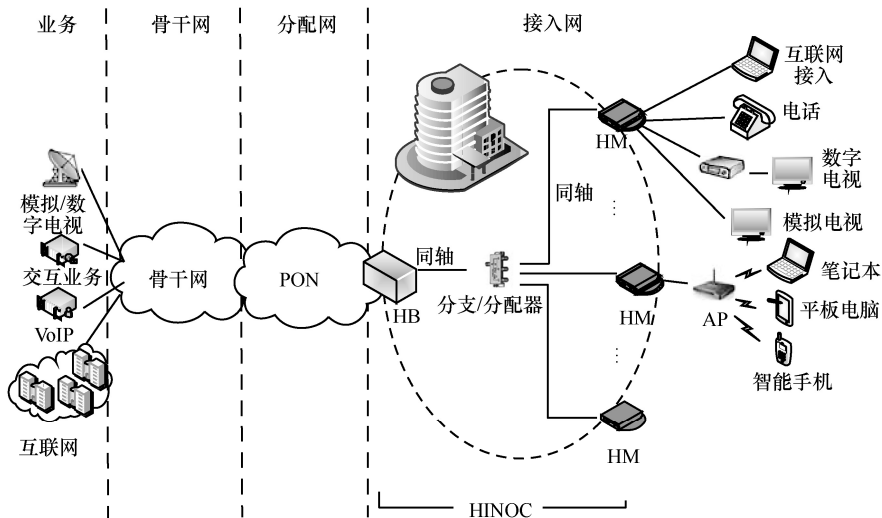 业务
骨干网
分配网
接入网
模拟/数
字电视
交互业务
VoIP
互联网
骨干网
PON
同轴
HB
分支/分配器
同轴
HM
HM
HM
AP
互联网
接入
电话
数字
电视
模拟电视
笔记本
平板电脑
智能手机
HINOC